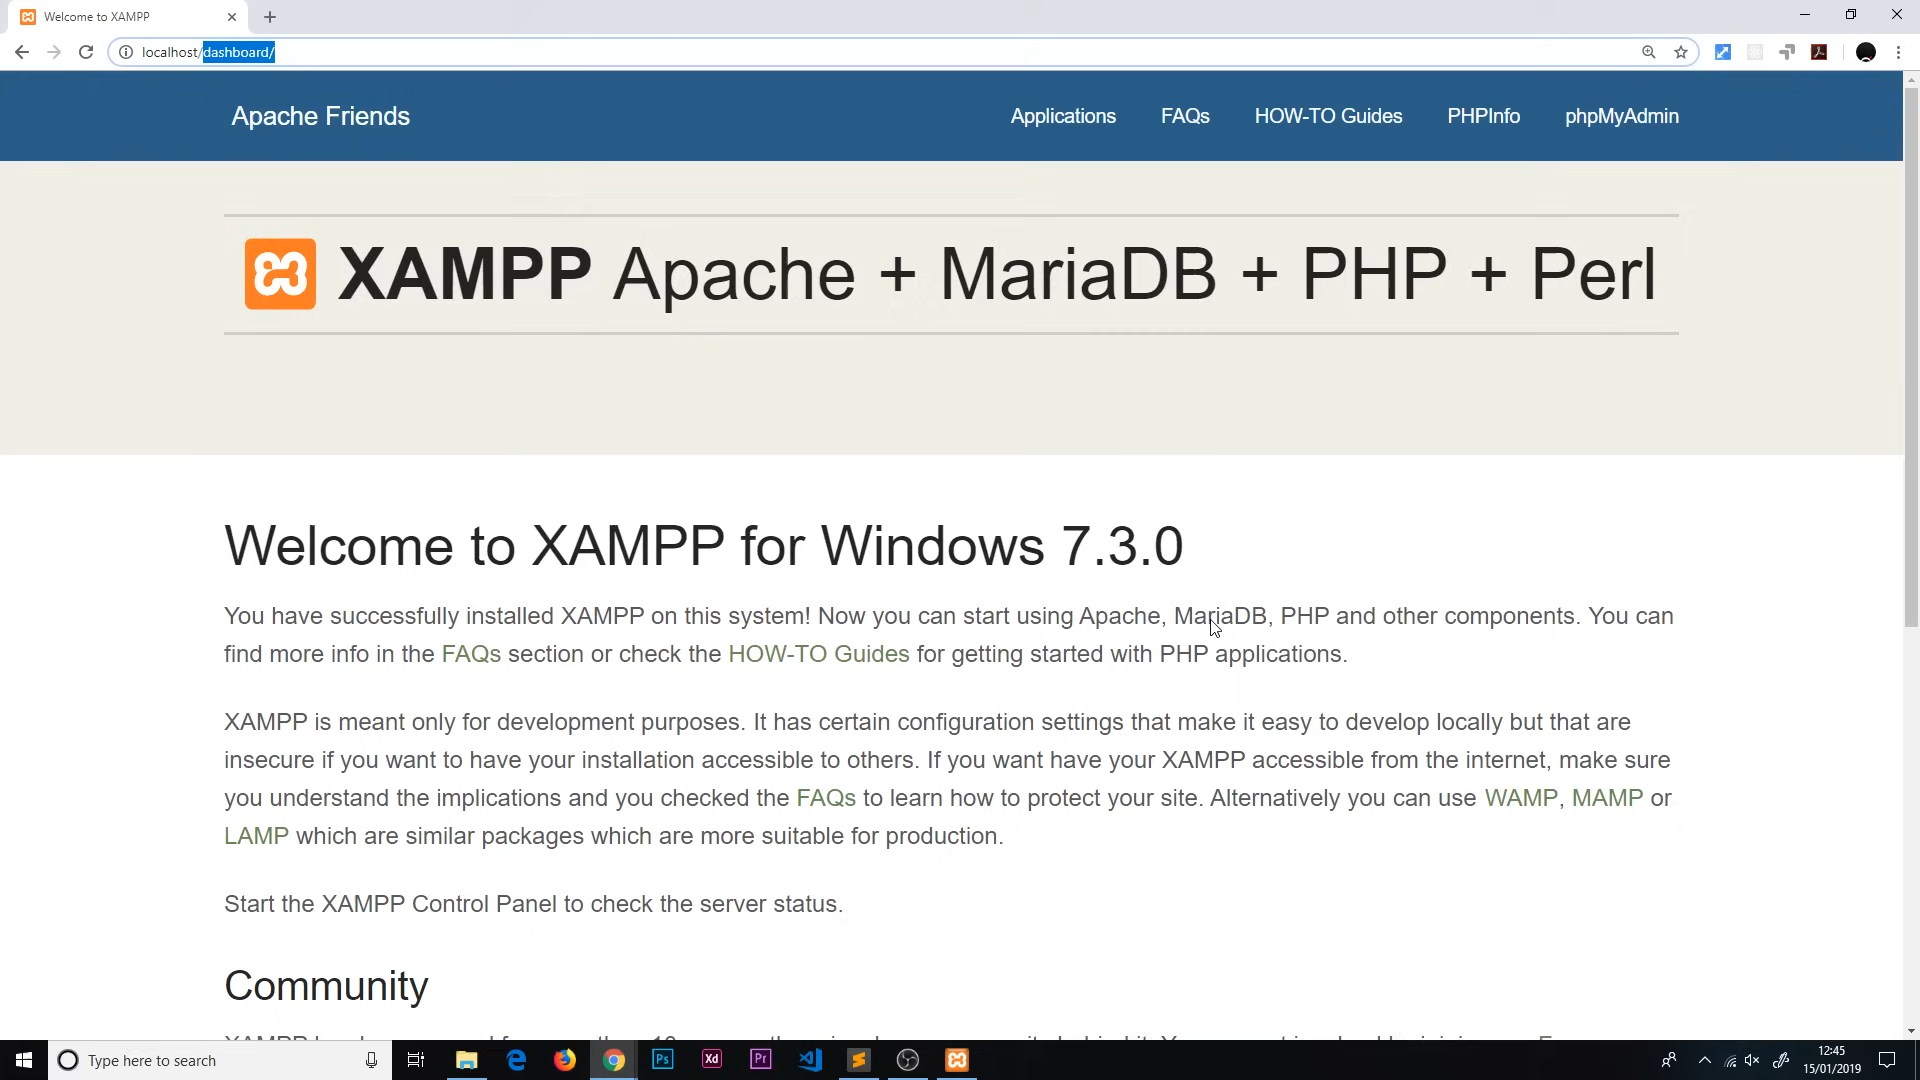 Welcome to XAMPP
localhost/dashboard/
Apache Friends
Applications
FAQs
HOW-TO Guides
PHPInfo
phpMyAdmin
XAMPP Apache + MariaDB + PHP + Perl
Welcome to XAMPP for Windows 7.3.0
You have successfully installed XAMPP on this system! Now you can start using Apache, MariaDB, PHP and other components. You can
find more info in the FAQs section or check the HOW-TO Guides for getting started with PHP applications.
XAMPP is meant only for development purposes. It has certain configuration settings that make it easy to develop locally but that are
insecure if you want to have your installation accessible to others. If you want have your XAMPP accessible from the internet, make sure
you understand the implications and you checked the FAQs to learn how to protect your site. Alternatively you can use WAMP, MAMP or
LAMP which are similar packages which are more suitable for production.
Start the XAMPP Control Panel to check the server status.
Community
Type here to search
Ps
Xd
Pr
12:45
15/01/2019